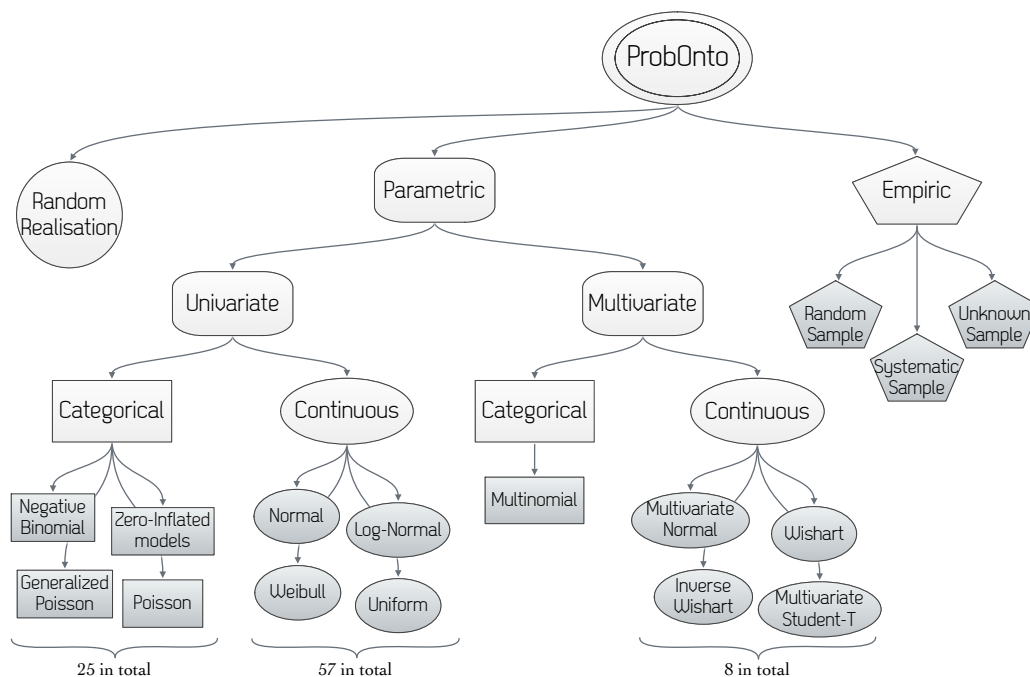 ProbOnto
Random
Realisation
Parametric
Empiric
Univariate
Multivariate
Random
Sample
Systematic
Sample
Unknown
Sample
Categorical
Continuous
Categorical
Continuous
Negative
Binomial
Zero-Inflated
models
Generalized
Poisson
Poisson
Normal
Log-Normal
Weibull
Uniform
Multinomial
Multivariate
Normal
Wishart
Inverse
Wishart
Multivariate
Student-T
25 in total
57 in total
8 in total